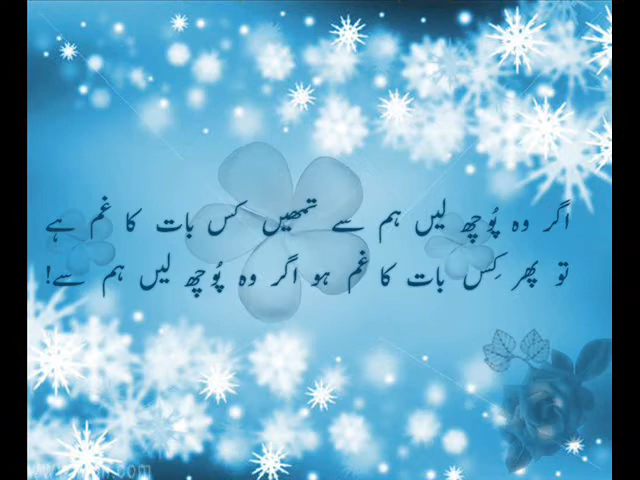 اگر وہ پُوچھ لیں ہم سے تمھیں کس بات کا غم ہے
تو پھر کِس بات کا غم ہو اگر وہ پُوچھ لیں ہم سے!